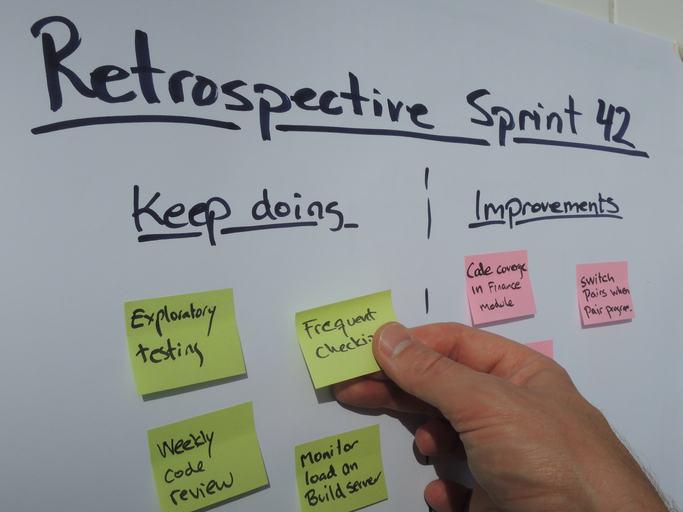 Retrospective Sprint 42
Keep doing
Improvements
Exploratory
testing
Frequent
Weekly
code
review
Monitor
load on
Build server
Code coverage
in Finance
module
Switch
Pairs when
Pair program.